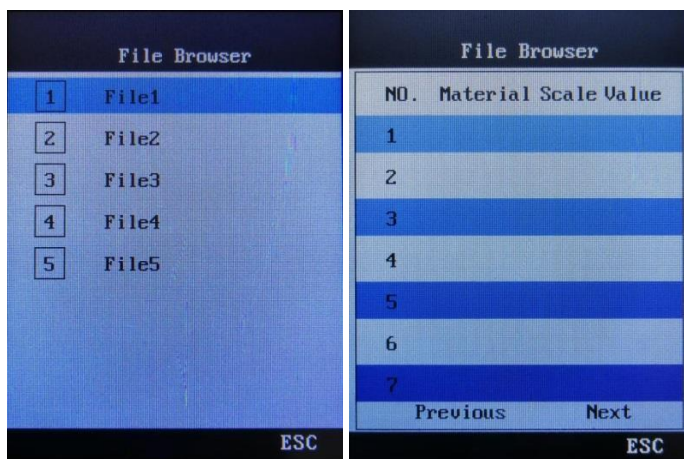 File Browser
1 File1
2 File2
3 File3
4 File4
5 File5
ESC
File Browser
NO. Material Scale Value
1
2
3
4
5
6
7
Previous Next
ESC